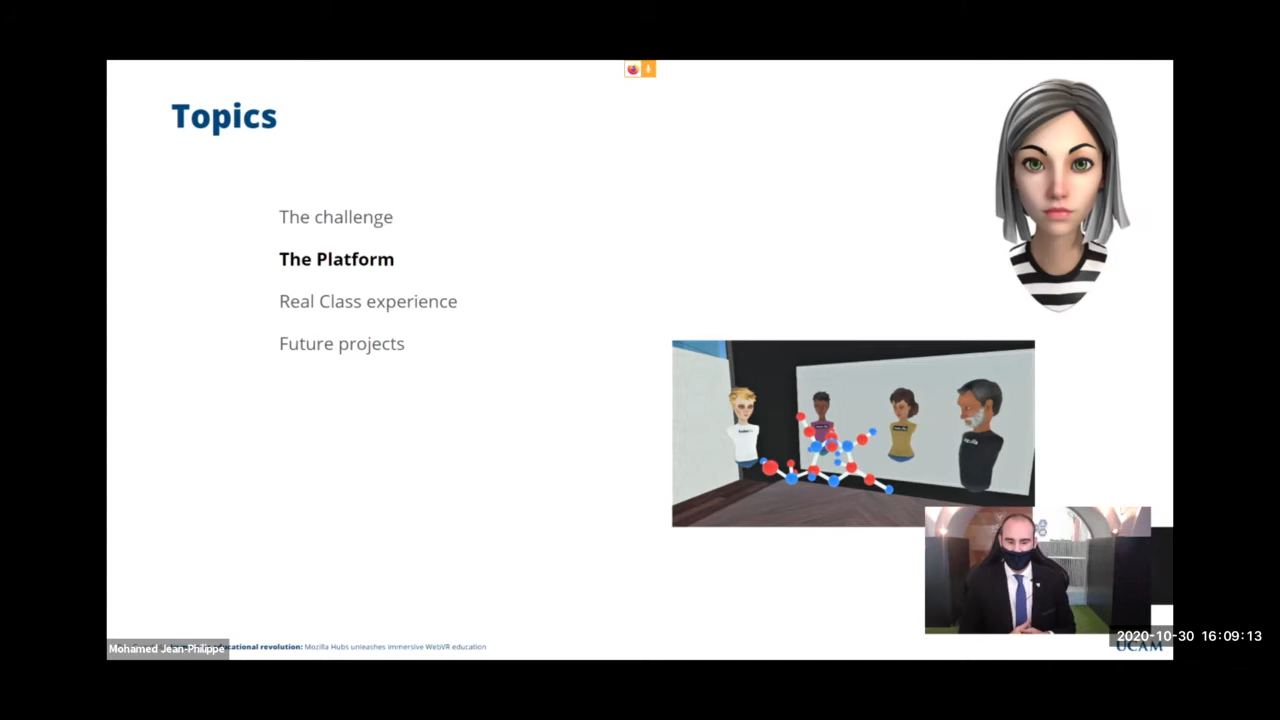 Topics
The challenge
The Platform
Real Class experience
Future projects
2020-10-30 16:09:13
UCAM
Mohamed Jean-Philippe
cational revolution: Mozilla Hubs unleashes immersive WebVR education